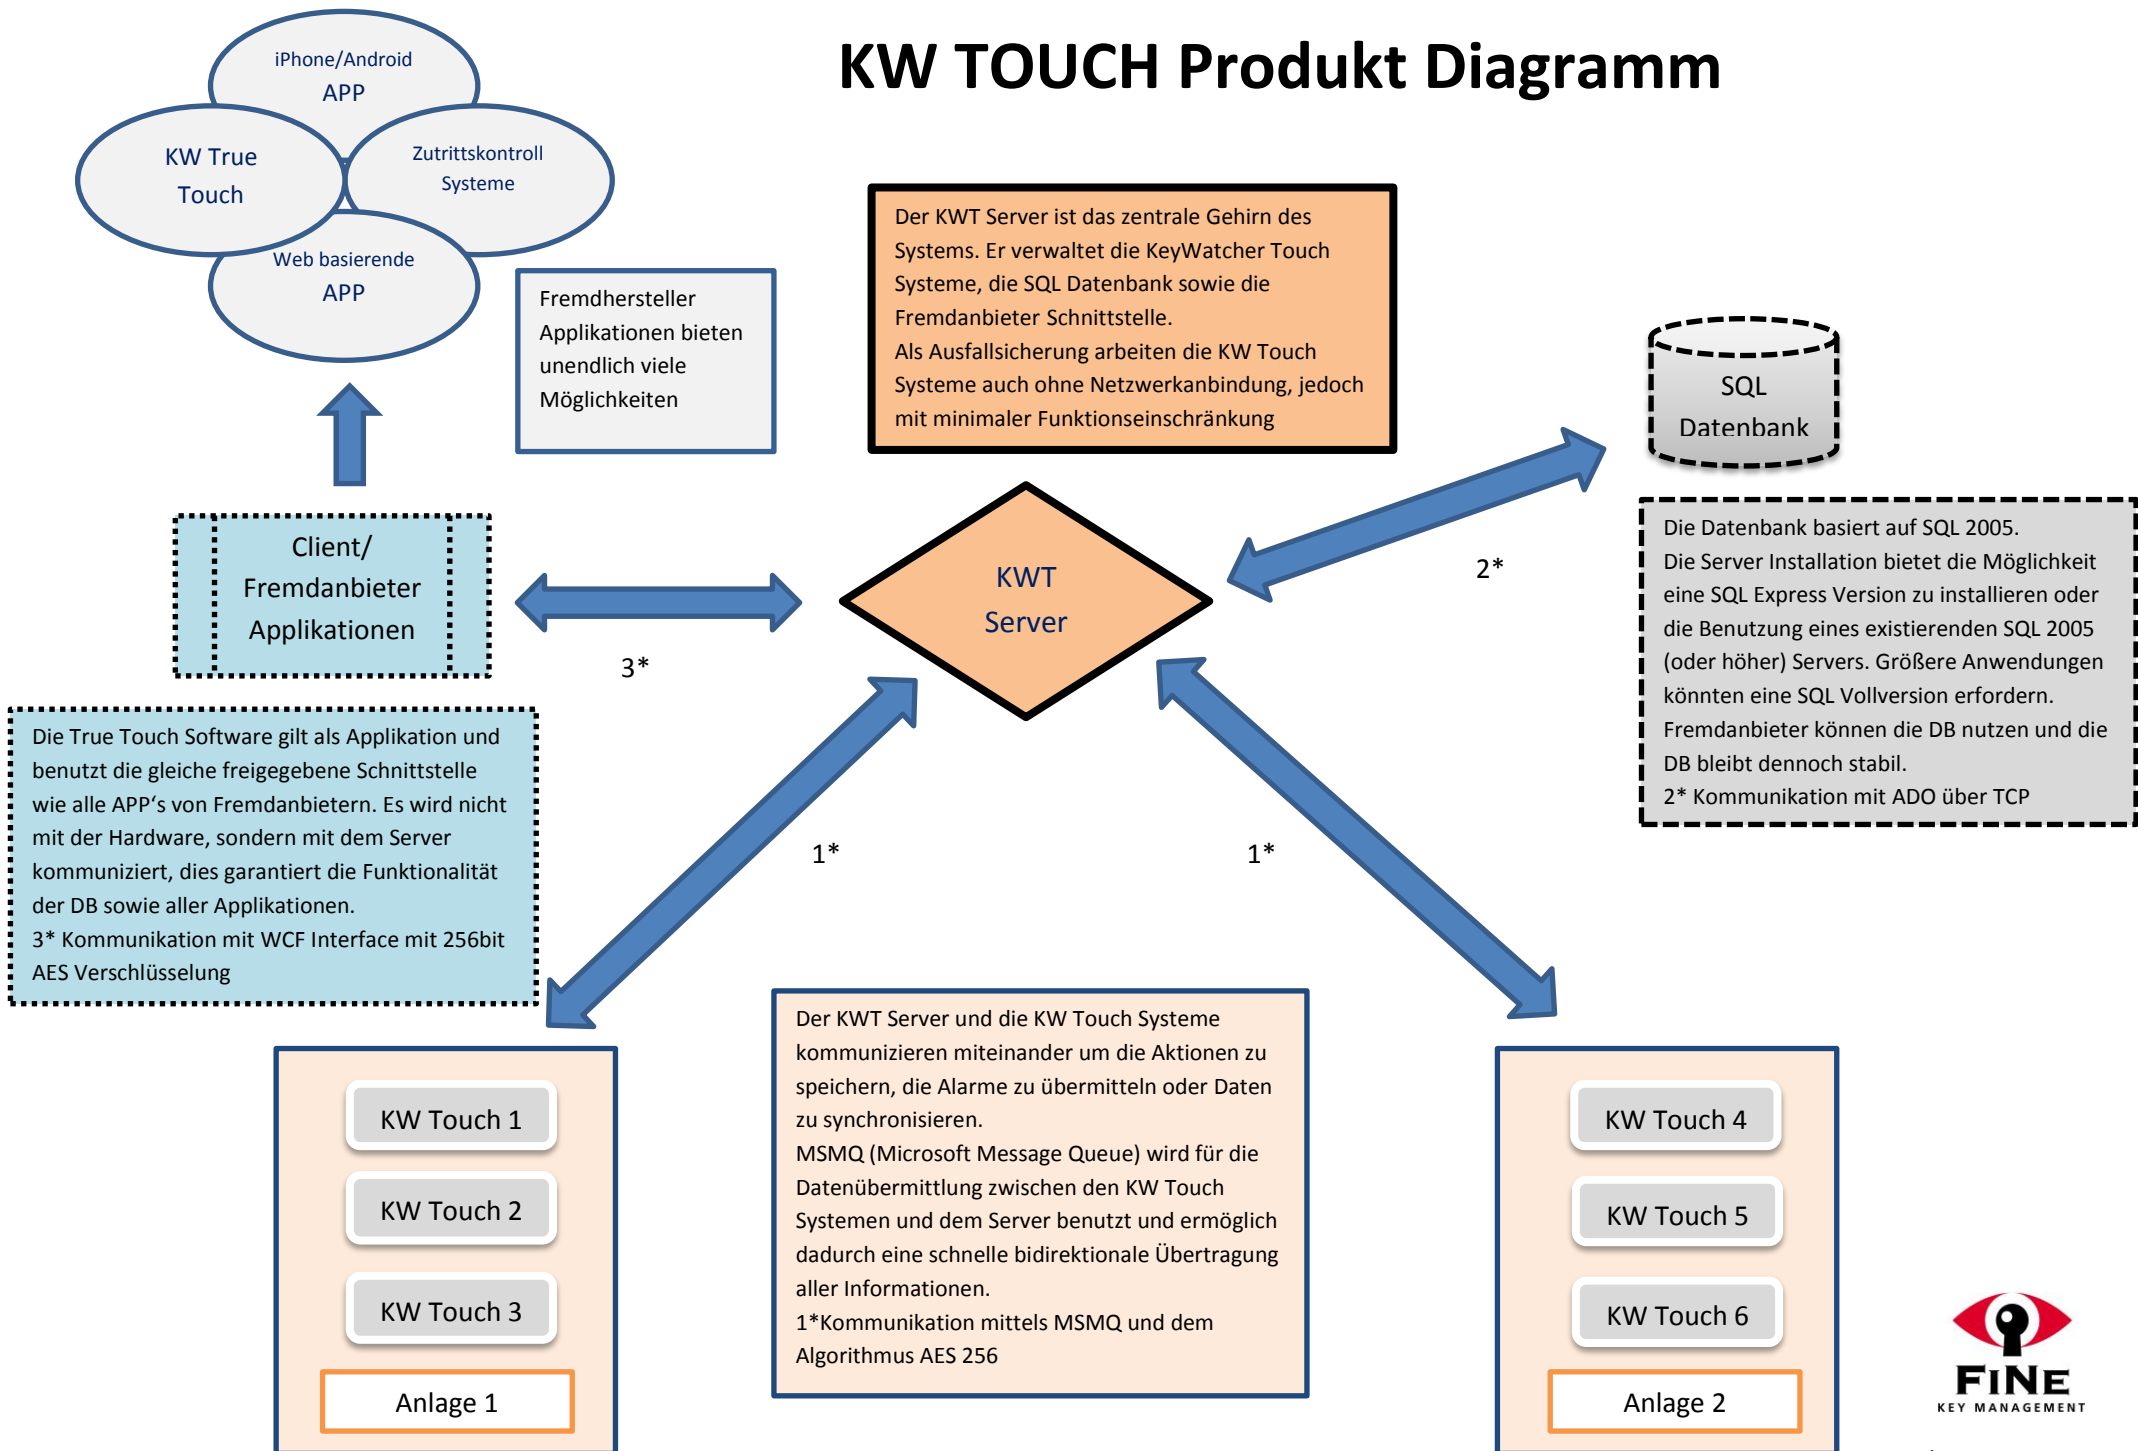 KW TOUCH Produkt Diagramm
iPhone/Android
APP
KW True
Touch
Zutrittskontroll
Systeme
Web basierende
APP
Fremdhersteller
Applikationen bieten
unendlich viele
Möglichkeiten
Der KWT Server ist das zentrale Gehirn des
Systems. Er verwaltet die KeyWatcher Touch
Systeme, die SQL Datenbank sowie die
Fremdanbieter Schnittstelle.
Als Ausfallsicherung arbeiten die KW Touch
Systeme auch ohne Netzwerkanbindung, jedoch
mit minimaler Funktionseinschränkung
SQL
Datenbank
Client/
Fremdanbieter
Applikationen
3*
KWT
Server
2*
Die Datenbank basiert auf SQL 2005.
Die Server Installation bietet die Möglichkeit
eine SQL Express Version zu installieren oder
die Benutzung eines existierenden SQL 2005
(oder höher) Servers. Größere Anwendungen
könnten eine SQL Vollversion erfordern.
Fremdanbieter können die DB nutzen und die
DB bleibt dennoch stabil.
2* Kommunikation mit ADO über TCP
Die True Touch Software gilt als Applikation und
benutzt die gleiche freigegebene Schnittstelle
wie alle APP‘s von Fremdanbietern. Es wird nicht
mit der Hardware, sondern mit dem Server
kommuniziert, dies garantiert die Funktionalität
der DB sowie aller Applikationen.
3* Kommunikation mit WCF Interface mit 256bit
AES Verschlüsselung
1*
1*
Der KWT Server und die KW Touch Systeme
kommunizieren miteinander um die Aktionen zu
speichern, die Alarme zu übermitteln oder Daten
zu synchronisieren.
MSMQ (Microsoft Message Queue) wird für die
Datenübermittlung zwischen den KW Touch
Systemen und dem Server benutzt und ermöglich
dadurch eine schnelle bidirektionale Übertragung
aller Informationen.
1*Kommunikation mittels MSMQ und dem
Algorithmus AES 256
KW Touch 1
KW Touch 2
KW Touch 3
Anlage 1
KW Touch 4
KW Touch 5
KW Touch 6
Anlage 2
FINE
KEY MANAGEMENT